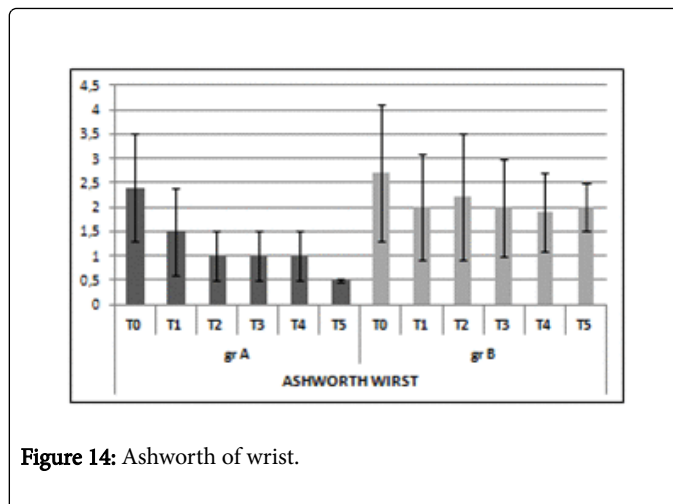 4,5
4
3,5
3
2,5
2
1,5
1
0,5
0
T0 T1 T2 T3 T4 T5 T0 T1 T2 T3 T4 T5
gr A gr B
ASHWORTH WIRST
Figure 14: Ashworth of wrist.